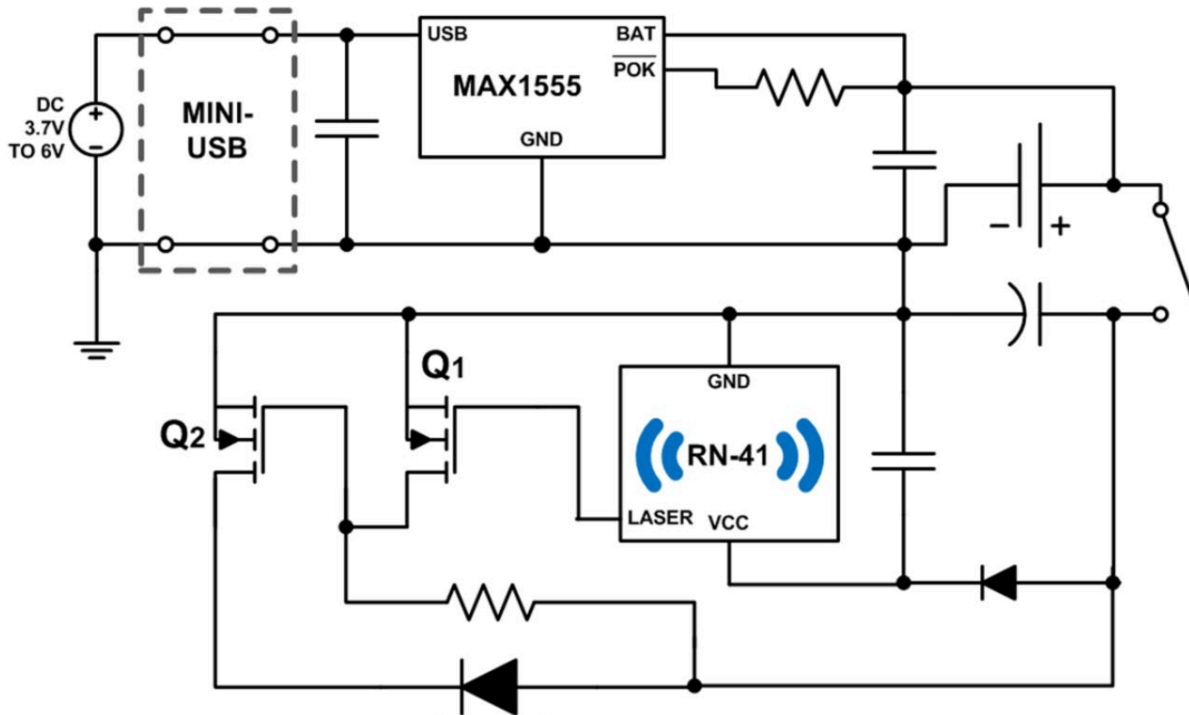 USB
BAT
POK
MAX1555
DC
3.7V
TO 6V
+
−
MINI-
USB
GND
−
+
Q1
GND
Q2
RN-41
LASER
VCC